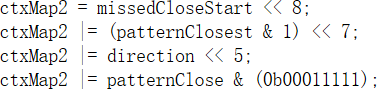 ctxMap2 = missedCloseStart << 8;
ctxMap2 |= (patternClosest & 1) << 7;
ctxMap2 |= direction << 5;
ctxMap2 |= patternClose & (0b00011111);